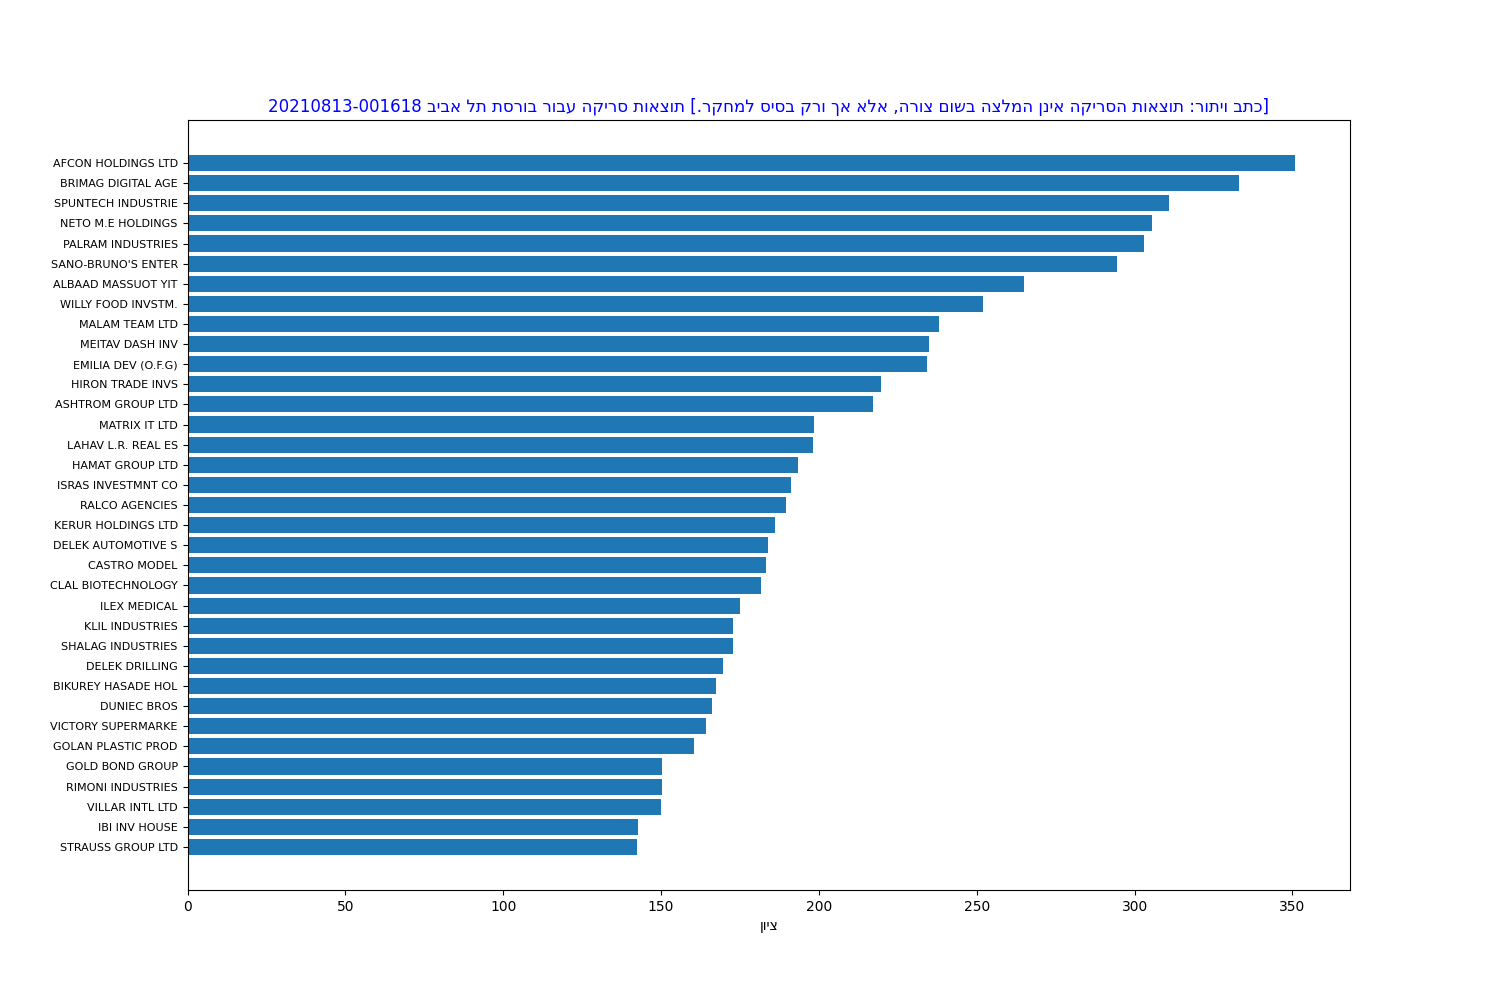 [כתב ויתור: תוצאות הסריקה אינן המלצה בשום צורה, אלא אך ורק בסיס למחקר.] תוצאות סריקה עבור בורסת תל אביב 20210813-001618
AFCON HOLDINGS LTD
BRIMAG DIGITAL AGE
SPUNTECH INDUSTRIE
NETO M.E HOLDINGS
PALRAM INDUSTRIES
SANO-BRUNO'S ENTER
ALBAAD MASSUOT YIT
WILLY FOOD INVSTM.
MALAM TEAM LTD
MEITAV DASH INV
EMILIA DEV (O.F.G)
HIRON TRADE INVS
ASHTROM GROUP LTD
MATRIX IT LTD
LAHAV L.R. REAL ES
HAMAT GROUP LTD
ISRAS INVESTMNT CO
RALCO AGENCIES
KERUR HOLDINGS LTD
DELEK AUTOMOTIVE S
CASTRO MODEL
CLAL BIOTECHNOLOGY
ILEX MEDICAL
KLIL INDUSTRIES
SHALAG INDUSTRIES
DELEK DRILLING
BIKUREY HASADE HOL
DUNIEC BROS
VICTORY SUPERMARKE
GOLAN PLASTIC PROD
GOLD BOND GROUP
RIMONI INDUSTRIES
VILLAR INTL LTD
IBI INV HOUSE
STRAUSS GROUP LTD
0 50 100 150 200 250 300 350
ציון